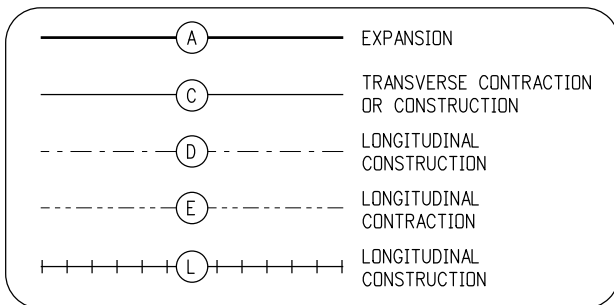 A EXPANSION
C TRANSVERSE CONTRACTION
OR CONSTRUCTION
D LONGITUDINAL
CONSTRUCTION
E LONGITUDINAL
CONTRACTION
L LONGITUDINAL
CONSTRUCTION